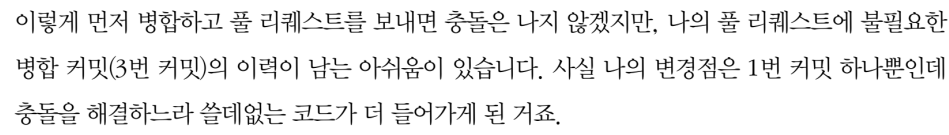 이렇게 먼저 병합하고 풀 리퀘스트를 보내면 충돌은 나지 않겠지만, 나의 풀 리퀘스트에 불필요한
병합 커밋(3번 커밋)의 이력이 남는 아쉬움이 있습니다. 사실 나의 변경점은 1번 커밋 하나뿐인데
충돌을 해결하느라 쓸데없는 코드가 더 들어가게 된 거죠.